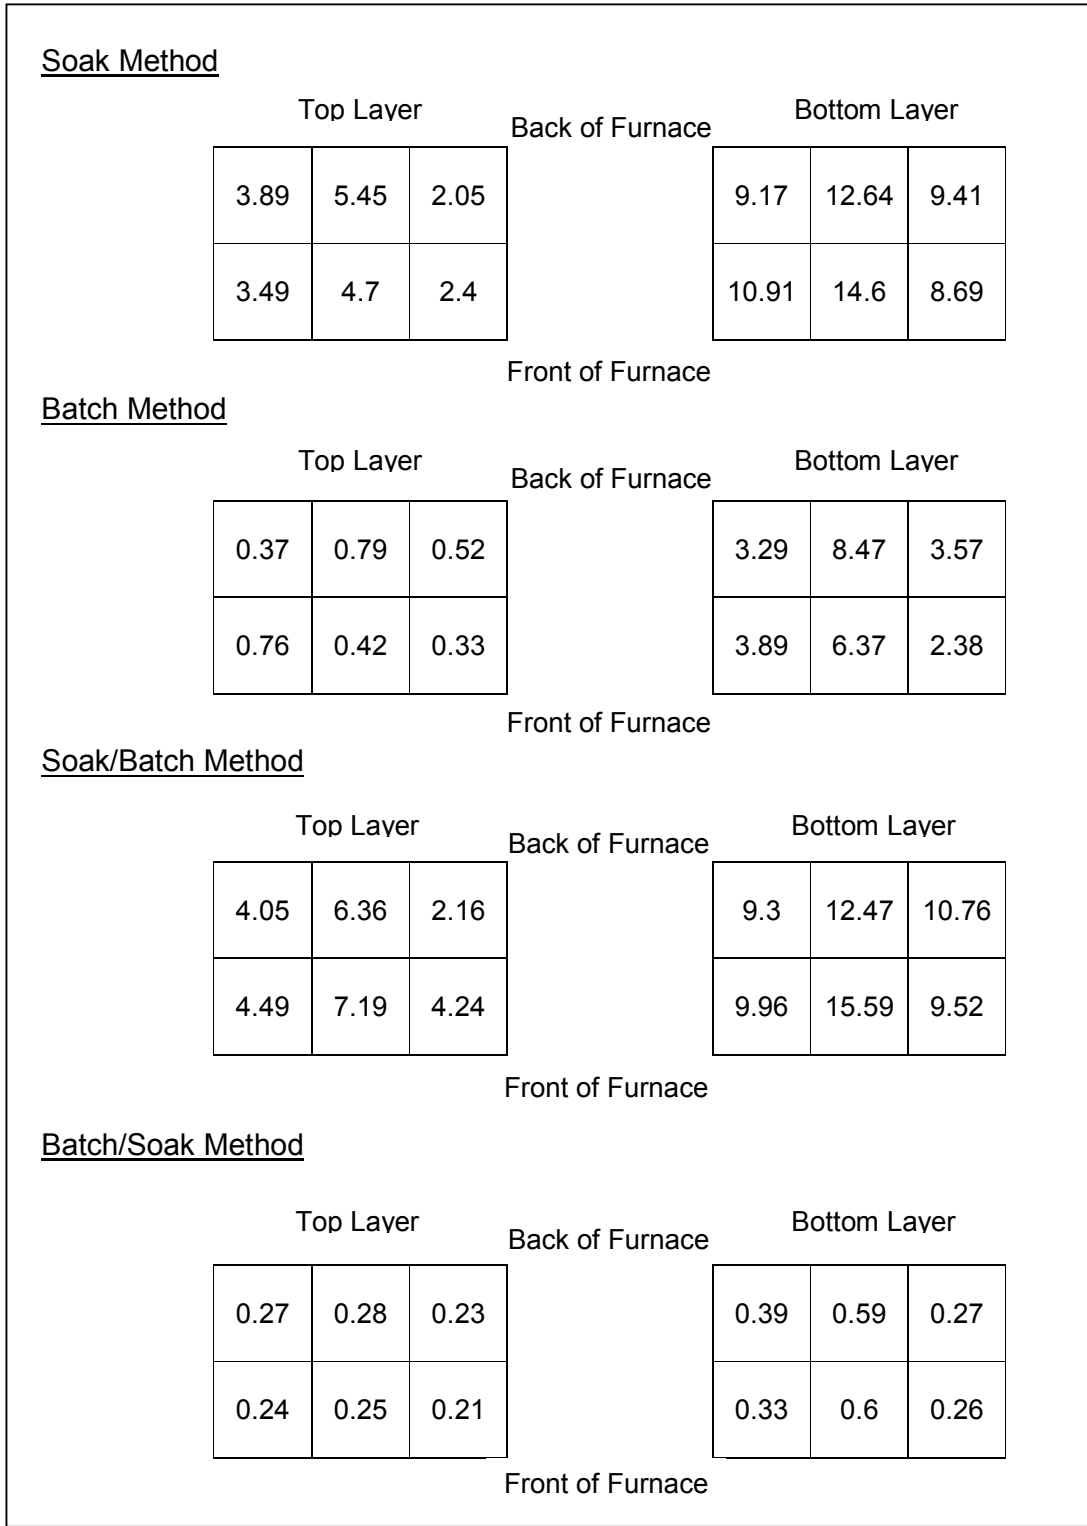 Soak Method
Top Layer Back of Furnace Bottom Layer
3.89 5.45 2.05 9.17 12.64 9.41
3.49 4.7 2.4 10.91 14.6 8.69
Front of Furnace
Batch Method
Top Layer Back of Furnace Bottom Layer
0.37 0.79 0.52 3.29 8.47 3.57
0.76 0.42 0.33 3.89 6.37 2.38
Front of Furnace
Soak/Batch Method
Top Layer Back of Furnace Bottom Layer
4.05 6.36 2.16 9.3 12.47 10.76
4.49 7.19 4.24 9.96 15.59 9.52
Front of Furnace
Batch/Soak Method
Top Layer Back of Furnace Bottom Layer
0.27 0.28 0.23 0.39 0.59 0.27
0.24 0.25 0.21 0.33 0.6 0.26
Front of Furnace